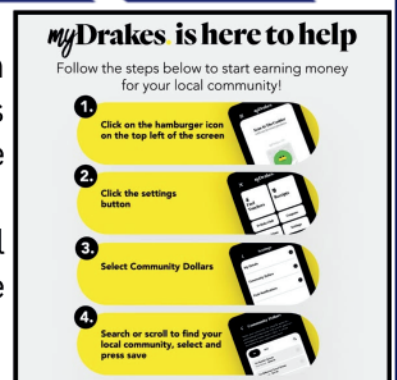 myDrakes. is here to help
Follow the steps below to start earning money
for your local community!
1.
Click on the hamburger icon
on the top left of the screen
2.
Click the settings
button
3.
Select Community Dollars
4.
Search or scroll to find your
local community, select and
press save